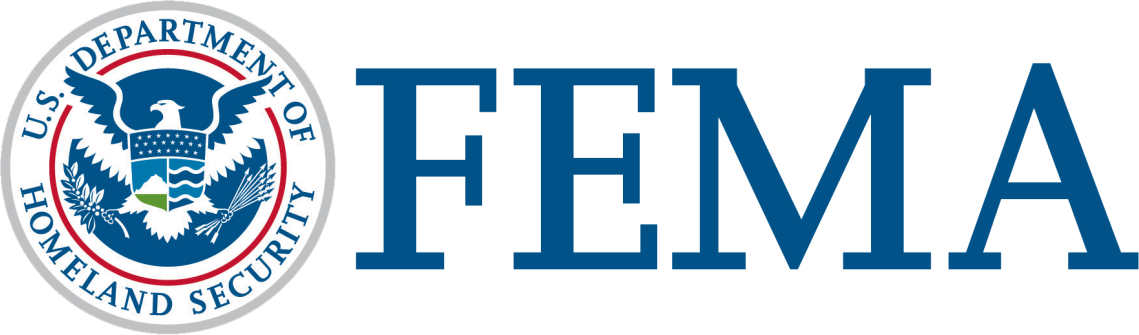 U.S. DEPARTMENT OF
HOMELAND SECURITY
FEMA